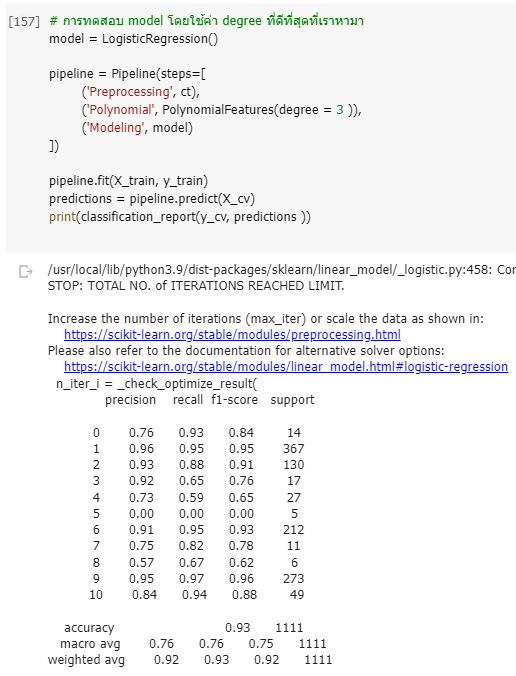 [157] # การทดสอบ model โดยใช้ค่า degree ที่ดีที่สุดที่เราหามา
model = LogisticRegression()
pipeline = Pipeline(steps=[
('Preprocessing', ct),
('Polynomial', PolynomialFeatures(degree = 3 )),
('Modeling', model)
])
pipeline.fit(X_train, y_train)
predictions = pipeline.predict(X_cv)
print(classification_report(y_cv, predictions ))
/usr/local/lib/python3.9/dist-packages/sklearn/linear_model/_logistic.py:458: Cor
STOP: TOTAL NO. of ITERATIONS REACHED LIMIT.
Increase the number of iterations (max_iter) or scale the data as shown in:
https://scikit-learn.org/stable/modules/preprocessing.html
Please also refer to the documentation for alternative solver options:
https://scikit-learn.org/stable/modules/linear_model.html#logistic-regression
n_iter_i = _check_optimize_result(
precision recall f1-score support
0 0.76 0.93 0.84 14
1 0.96 0.95 0.95 367
2 0.93 0.88 0.91 130
3 0.92 0.65 0.76 17
4 0.73 0.59 0.65 27
5 0.00 0.00 0.00 5
6 0.91 0.95 0.93 212
7 0.75 0.82 0.78 11
8 0.57 0.67 0.62 6
9 0.95 0.97 0.96 273
10 0.84 0.94 0.88 49
accuracy 0.93 1111
macro avg 0.76 0.76 0.75 1111
weighted avg 0.92 0.93 0.92 1111